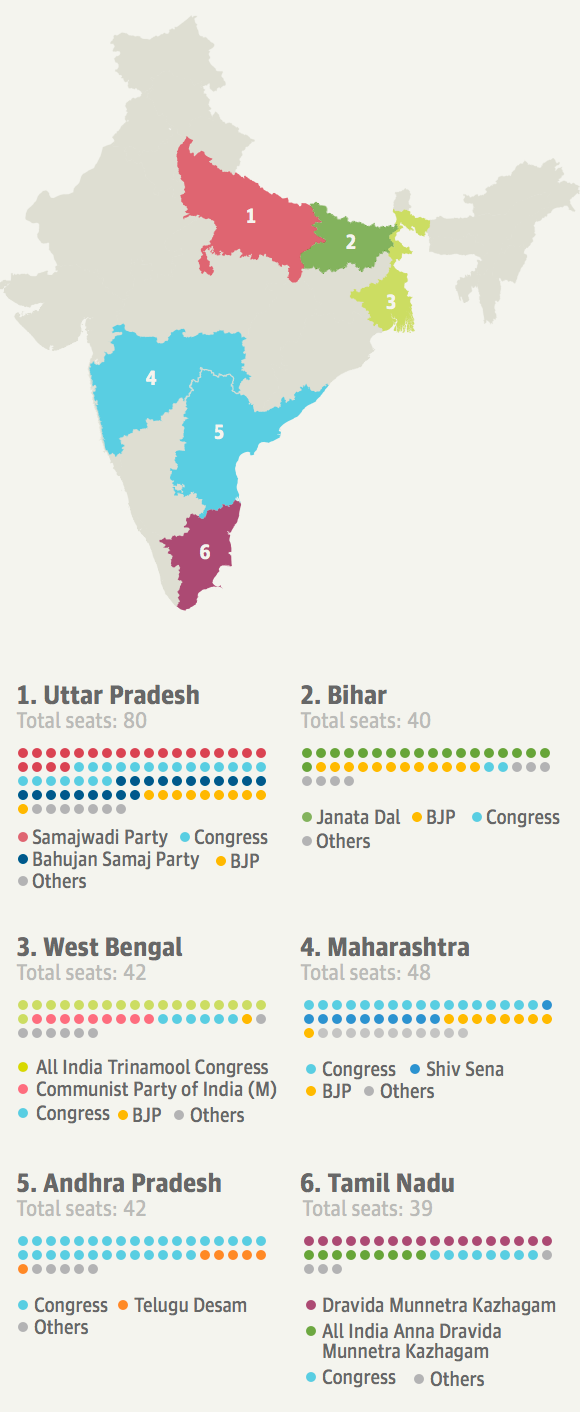 1
2
3
4
5
6
1. Uttar Pradesh
Total seats: 80
Samajwadi Party Congress
Bahujan Samaj Party BJP
Others
2. Bihar
Total seats: 40
Janata Dal BJP Congress
Others
3. West Bengal
Total seats: 42
All India Trinamool Congress
Communist Party of India (M)
Congress BJP Others
4. Maharashtra
Total seats: 48
Congress Shiv Sena
BJP Others
5. Andhra Pradesh
Total seats: 42
Congress Telugu Desam
Others
6. Tamil Nadu
Total seats: 39
Dravida Munnetra Kazhagam
All India Anna Dravida
Munnetra Kazhagam
Congress Others